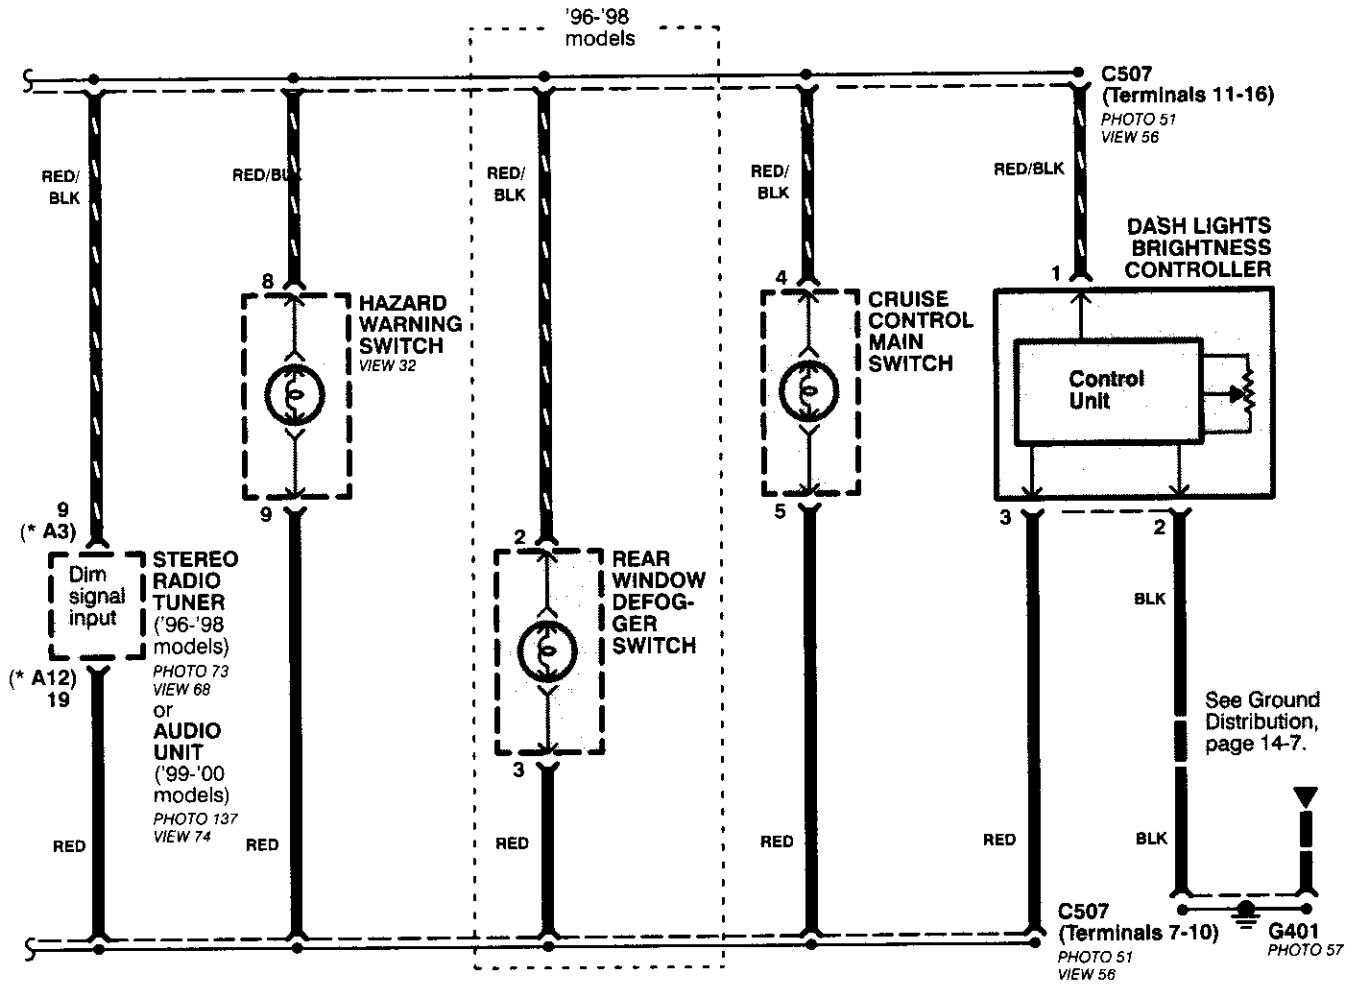 '96-'98
models
C507
(Terminals 11-16)
PHOTO 51
VIEW 56
RED/
BLK
RED/BLK
RED/
BLK
RED/
BLK
RED/BLK
DASH LIGHTS
BRIGHTNESS
CONTROLLER
8
4
1
HAZARD
WARNING
SWITCH
VIEW 32
CRUISE
CONTROL
MAIN
SWITCH
Control
Unit
9
(* A3)
9
5
3
2
2
Dim
signal
input
STEREO
RADIO
TUNER
('96-'98
models)
PHOTO 73
VIEW 68
or
AUDIO
UNIT
('99-'00
models)
PHOTO 137
VIEW 74
REAR
WINDOW
DEFOG-
GER
SWITCH
BLK
(* A12)
19
3
See Ground
Distribution,
page 14-7.
RED
RED
RED
RED
RED
BLK
C507
(Terminals 7-10)
PHOTO 51
VIEW 56
G401
PHOTO 57